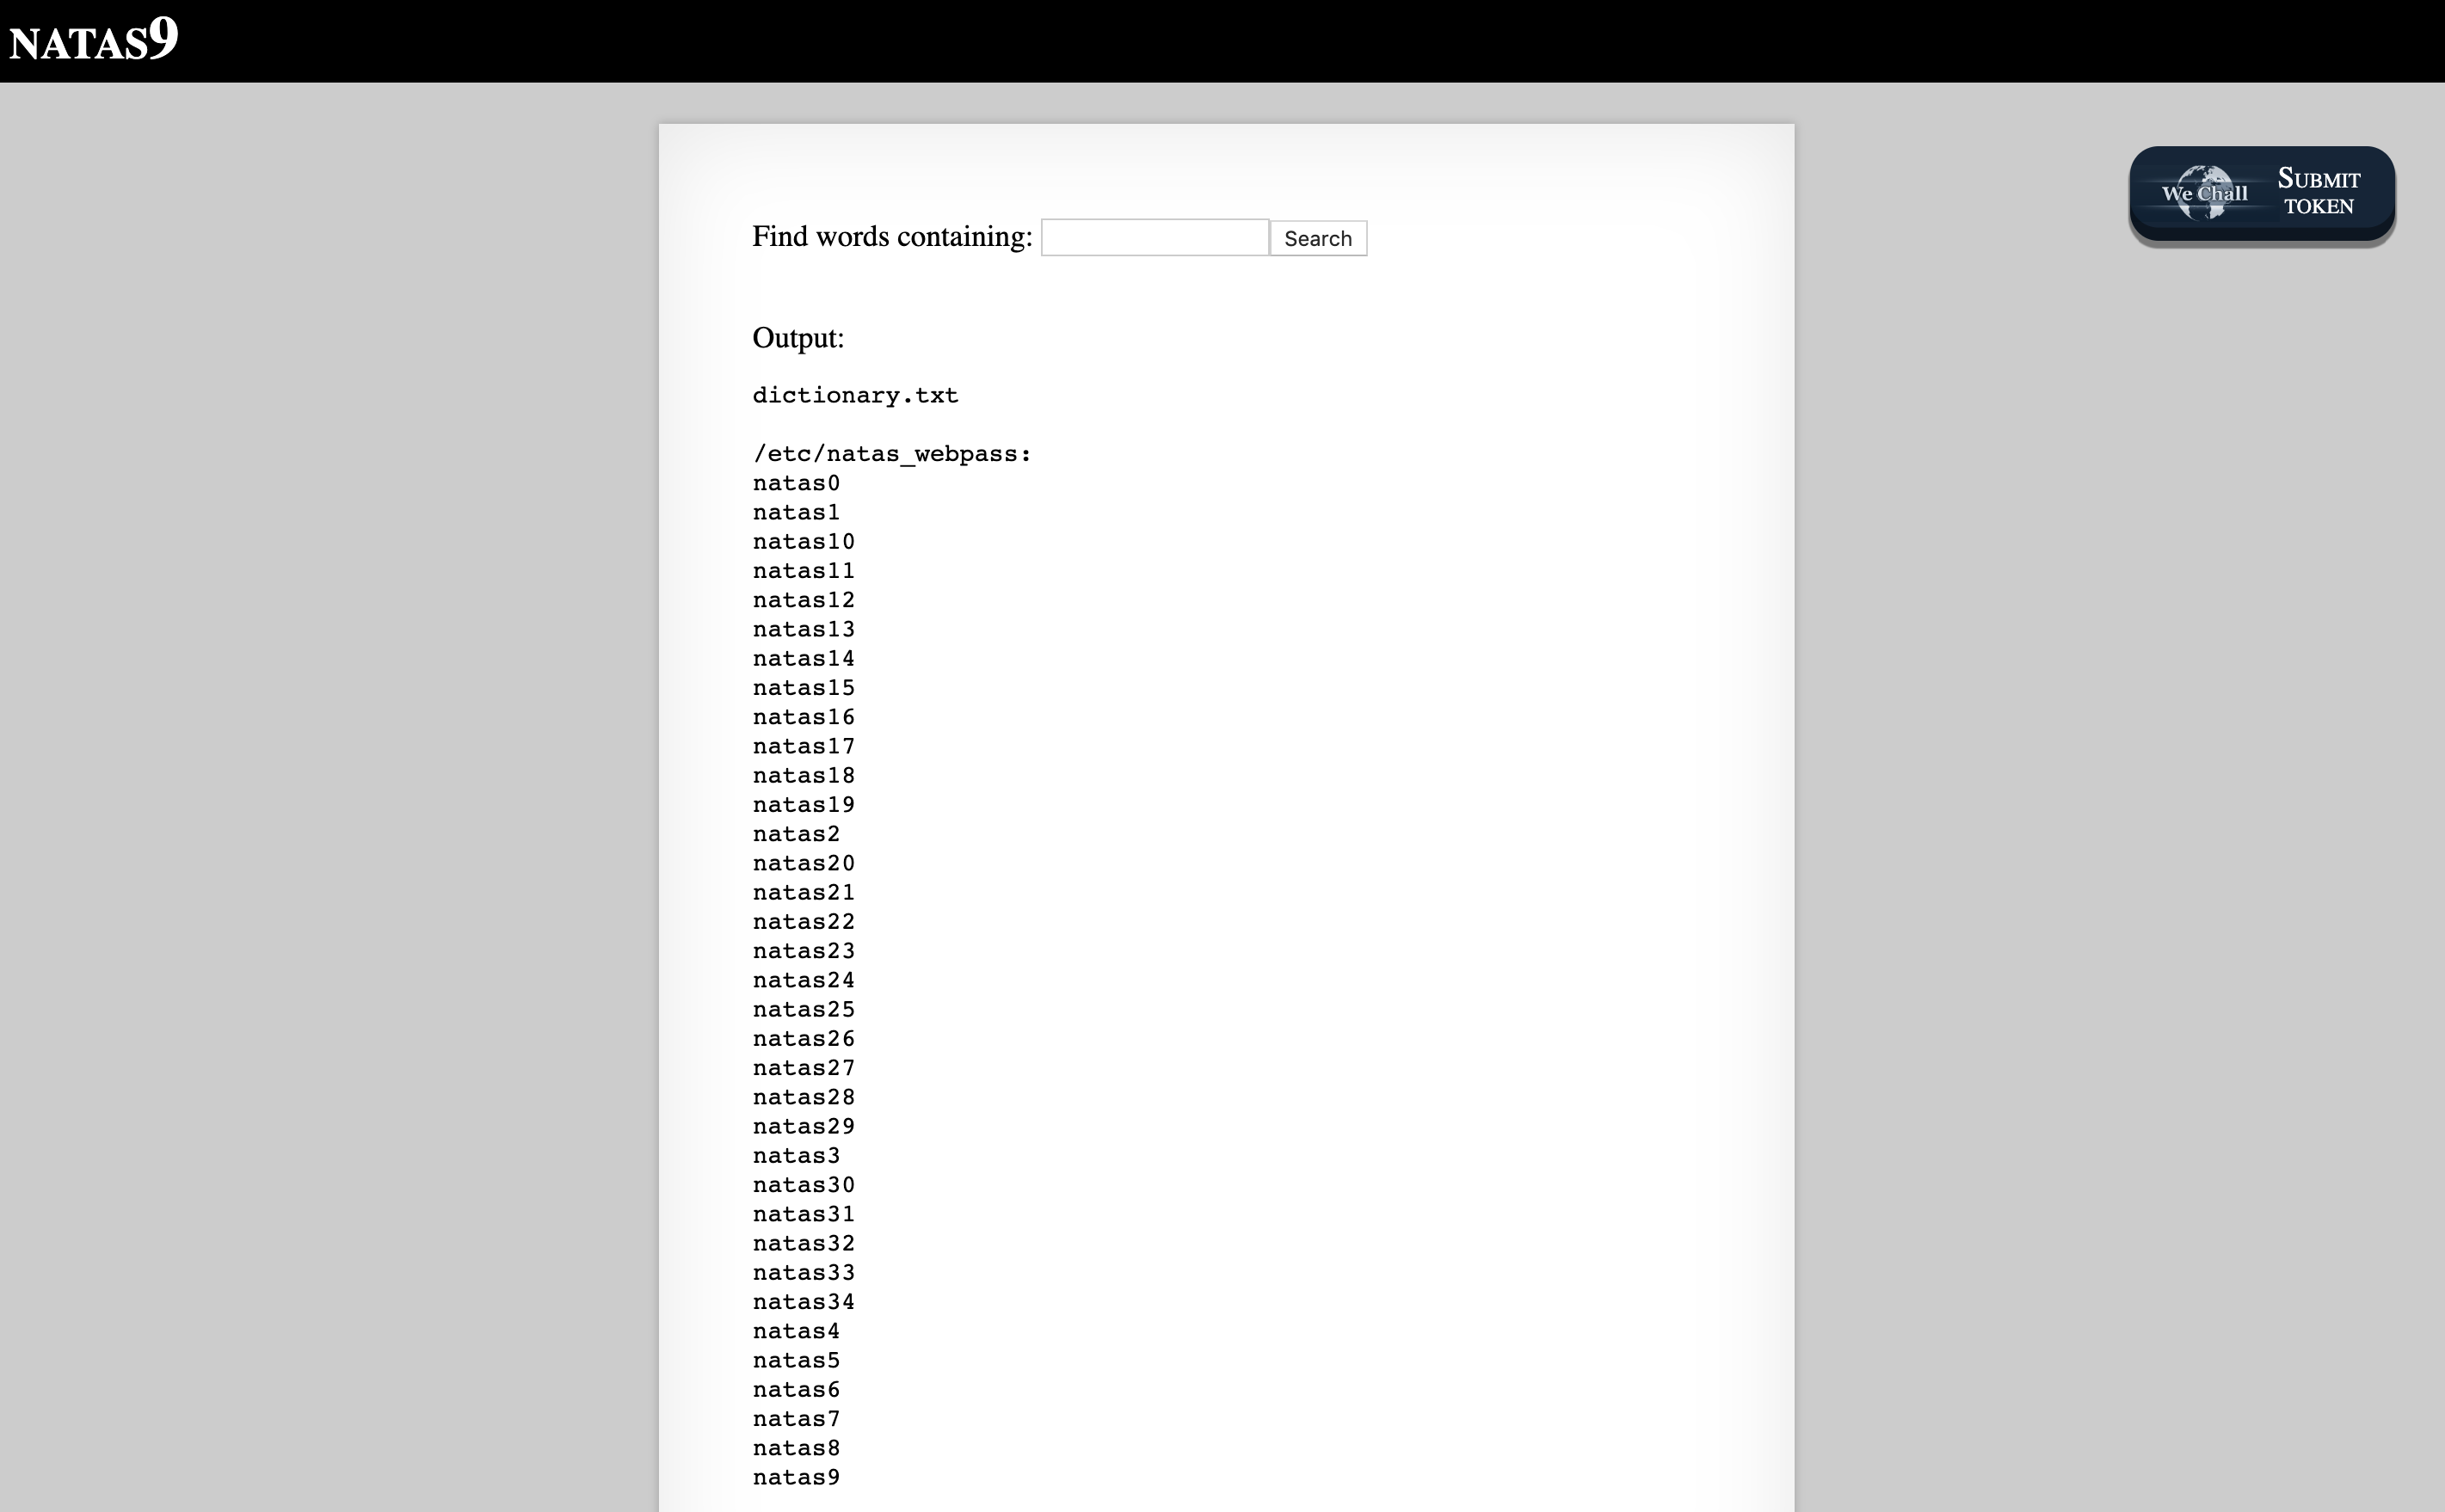 NATAS9
We Chall
SUBMIT
TOKEN
Find words containing:
Search
Output:
dictionary.txt
/etc/natas_webpass:
natas0
natas1
natas10
natas11
natas12
natas13
natas14
natas15
natas16
natas17
natas18
natas19
natas2
natas20
natas21
natas22
natas23
natas24
natas25
natas26
natas27
natas28
natas29
natas3
natas30
natas31
natas32
natas33
natas34
natas4
natas5
natas6
natas7
natas8
natas9